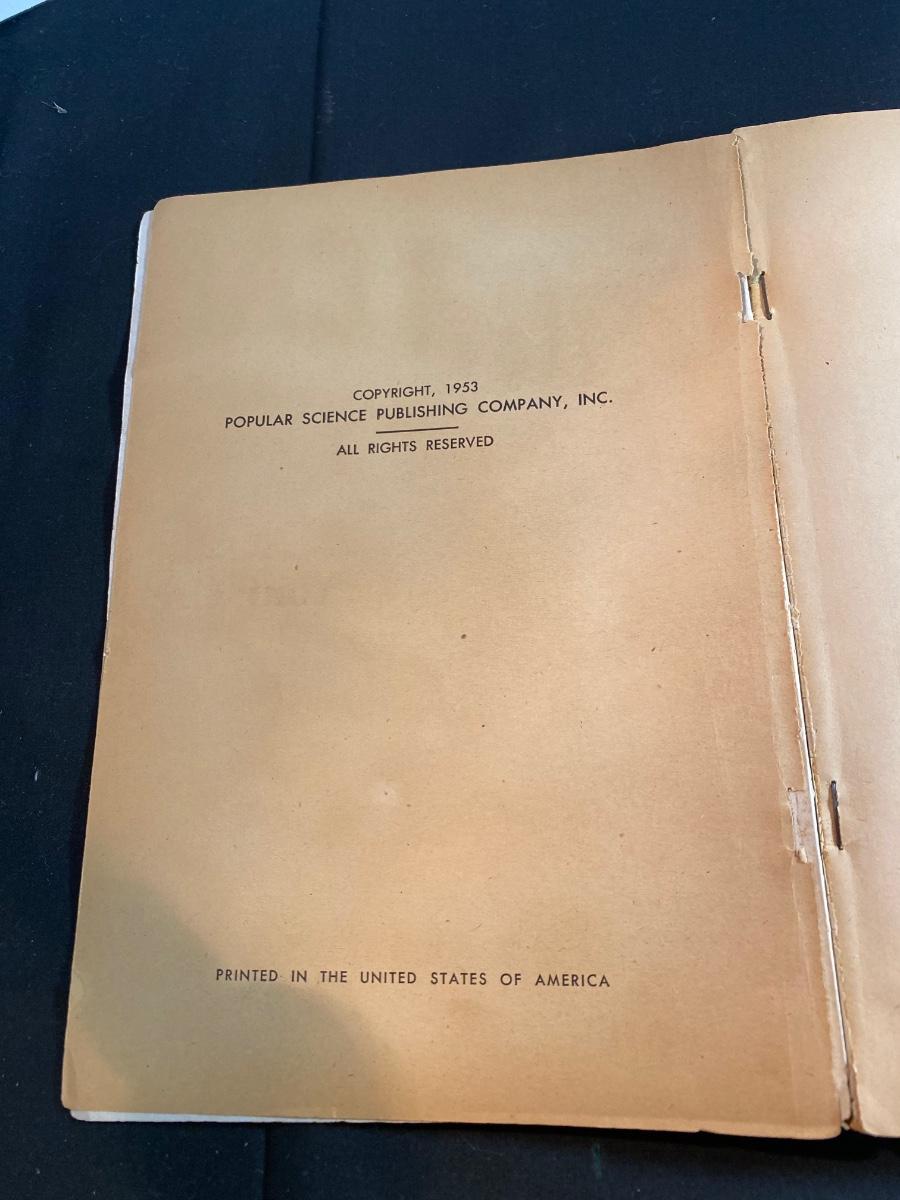 COPYRIGHT, 1953
POPULAR SCIENCE PUBLISHING COMPANY, INC.
ALL RIGHTS RESERVED
PRINTED IN THE UNITED STATES OF AMERICA